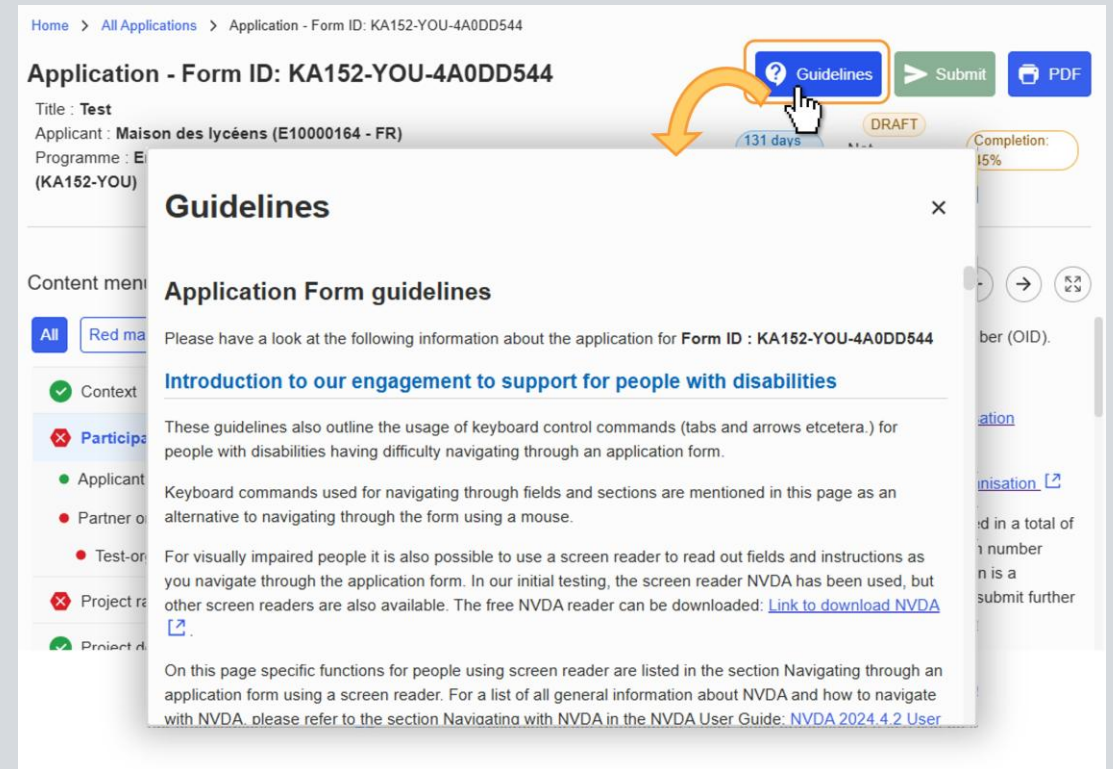 Home > All Applications > Application - Form ID: KA152-YOU-4A0DD544
Application - Form ID: KA152-YOU-4A0DD544
Guidelines
Submit
PDF
Title : Test
Applicant : Maison des lycéens (E10000164 - FR)
Programme : E
(KA152-YOU)
131 days
DRAFT
Completion:
45%
Guidelines
×
Content menu
All
Red ma
Context
Participa
Applicant
Partner o
Test-or
Project ra
Project d
Application Form guidelines
Please have a look at the following information about the application for Form ID : KA152-YOU-4A0DD544
Introduction to our engagement to support for people with disabilities
These guidelines also outline the usage of keyboard control commands (tabs and arrows etcetera.) for
people with disabilities having difficulty navigating through an application form.
Keyboard commands used for navigating through fields and sections are mentioned in this page as an
alternative to navigating through the form using a mouse.
For visually impaired people it is also possible to use a screen reader to read out fields and instructions as
you navigate through the application form. In our initial testing, the screen reader NVDA has been used, but
other screen readers are also available. The free NVDA reader can be downloaded: Link to download NVDA
.
On this page specific functions for people using screen reader are listed in the section Navigating through an
application form using a screen reader. For a list of all general information about NVDA and how to navigate
with NVDA, please refer to the section Navigating with NVDA in the NVDA User Guide: NVDA 2024.4.2 User
ber (OID).
ation
nisation
ed in a total of
number
n is a
submit further